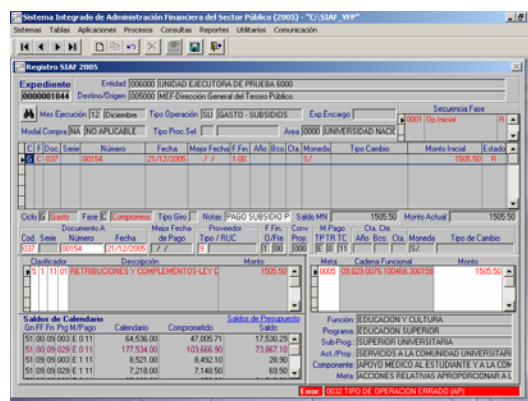 Sistema Integrado de Administración Financiera del Sector Público (2005) - "C:\SIAF_VFP"
Sistemas Tablas Aplicaciones Procesos Consultas Reportes Utilitarios Comunicación
Registro SIAF 2005
Expediente Entidad 006000 UNIDAD EJECUTORA DE PRUEBA 6000
0000001844 Destino/Origen 005000 MEF-Dirección General del Tesoro Público
Mes Ejecución 12 Diciembre Tipo Operación SU GASTO - SUBSIDIOS Exp.Encargo
Secuencia Fase
0001 Op.Inicial R
Modal.Compra NA NO APLICABLE Tipo Proc.Sel. Area 0000 UNIVERSIDAD NACIO
C F Doc. Serie Número Fecha Mejor Fecha F.Fin. Año Bco. Cta. Moneda Tipo Cambio Monto Inicial Estado
G C 037 00154 21/12/2005 / / 1-00 S/. 1505.50 R
Ciclo G Gasto Fase C Compromiso Tipo Giro Notas PAGO SUBSIDIO P Saldo MN 1505.50 Monto Actual 1505.50
Documento A Mejor Fecha Proveedor F.Fin. Conv M.Pago Cta. Cte.
Cod. Serie Número Fecha de Pago Tipo / RUC O/Fte Proy. TP TR TC Año Bco. Cta Moneda Tipo de Cambio
037 00154 21/12/2005 / / 9 1 00 000 E 0 11 S/.
Clasificador Descripción Monto
5 1 11 01 RETRIBUCIONES Y COMPLEMENTOS-LEY D 1505.50
Meta Cadena Funcional Monto
0005 09.029.0076.100468.300158 1505.50
Saldos de Calendario Saldos de Presupuesto
Gn FF Fn Prg M/Pago Calendario Comprometido Saldo
51 00 09 003 E 0 11 64,536.00 47,005.71 17,530.29
51 00 09 029 E 0 11 177,534.00 103,666.90 73,867.10
51 00 09 003 E 1 11 8,521.00 8,492.10 28.90
51 00 09 029 E 1 11 7,218.00 7,148.50 69.50
Función: EDUCACION Y CULTURA
Programa: EDUCACION SUPERIOR
Sub-Prog.: SUPERIOR UNIVERSITARIA
Act./Proy.: SERVICIOS A LA COMUNIDAD UNIVERSITARI
Componente: APOYO MEDICO AL ESTUDIANTE Y A LA COM
Meta: ACCIONES RELATIVAS APROPORCIONAR A L
Error: 0032 TIPO DE OPERACION ERRADO (AP)